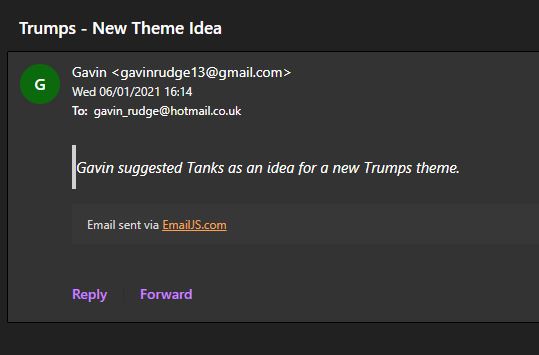 Trumps - New Theme Idea
G
Gavin <gavinrudge13@gmail.com>
Wed 06/01/2021 16:14
To: gavin_rudge@hotmail.co.uk
Gavin suggested Tanks as an idea for a new Trumps theme.
Email sent via EmailJS.com
Reply | Forward